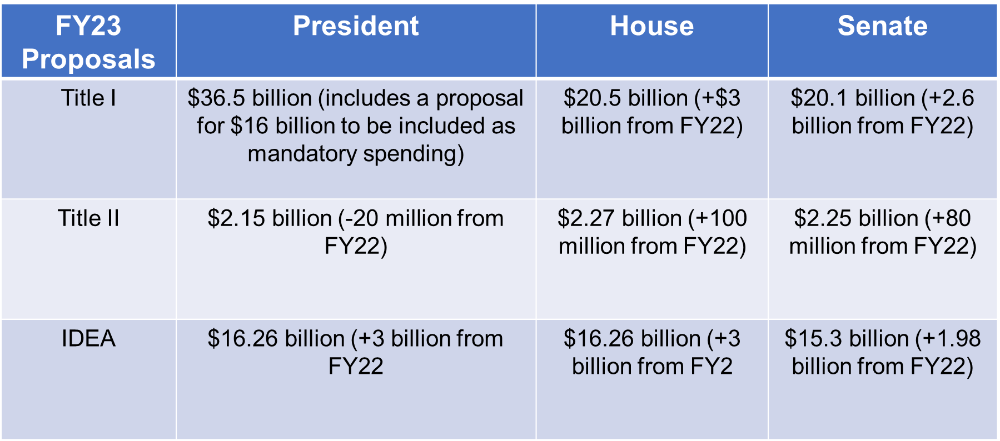 FY23
Proposals
President
House
Senate
Title I
$36.5 billion (includes a proposal
for $16 billion to be included as
mandatory spending)
$20.5 billion (+$3
billion from FY22)
$20.1 billion (+2.6
billion from FY22)
Title II
$2.15 billion (-20 million from
FY22)
$2.27 billion (+100
million from FY22)
$2.25 billion (+80
million from FY22)
IDEA
$16.26 billion (+3 billion from
FY22
$16.26 billion (+3
billion from FY2
$15.3 billion (+1.98
billion from FY22)